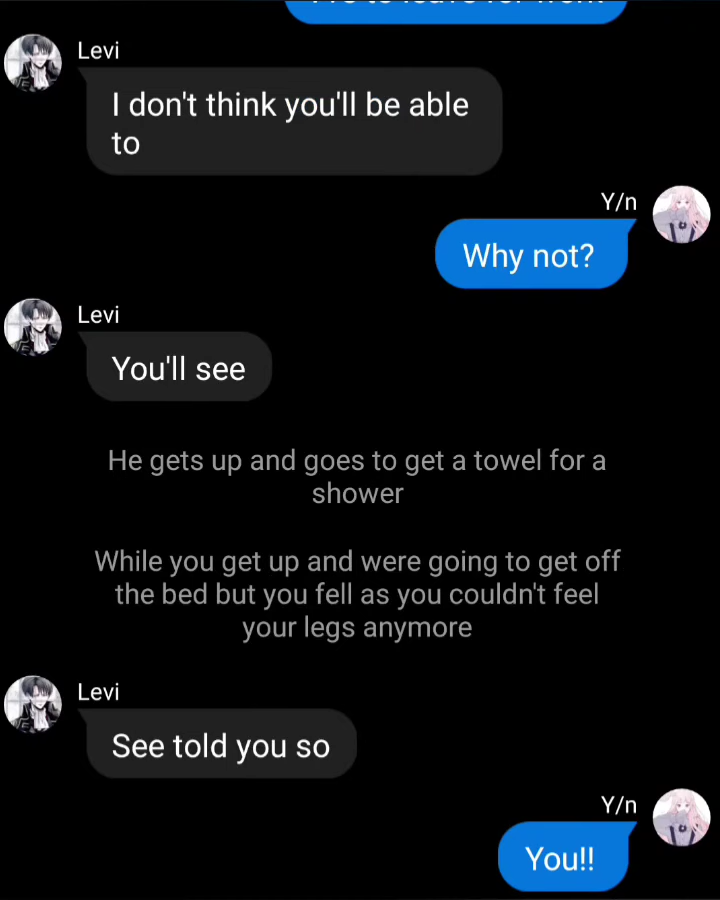 Levi
I don't think you'll be able
to
Y/n
Why not?
Levi
You'll see
He gets up and goes to get a towel for a
shower
While you get up and were going to get off
the bed but you fell as you couldn't feel
your legs anymore
Levi
See told you so
Y/n
You!!